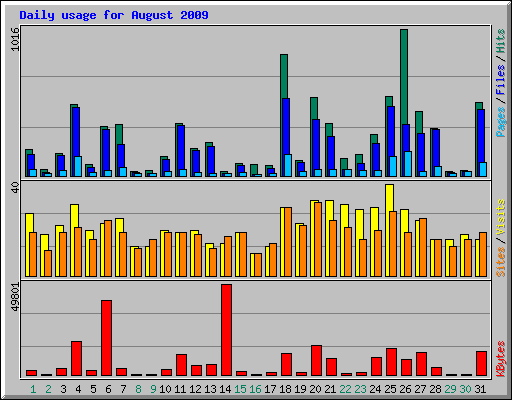 Daily usage for August 2009
1016
Pages / Files / Hits
40
Sites / Visits
49801
KBytes
1 2 3 4 5 6 7 8 9 10 11 12 13 14 15 16 17 18 19 20 21 22 23 24 25 26 27 28 29 30 31